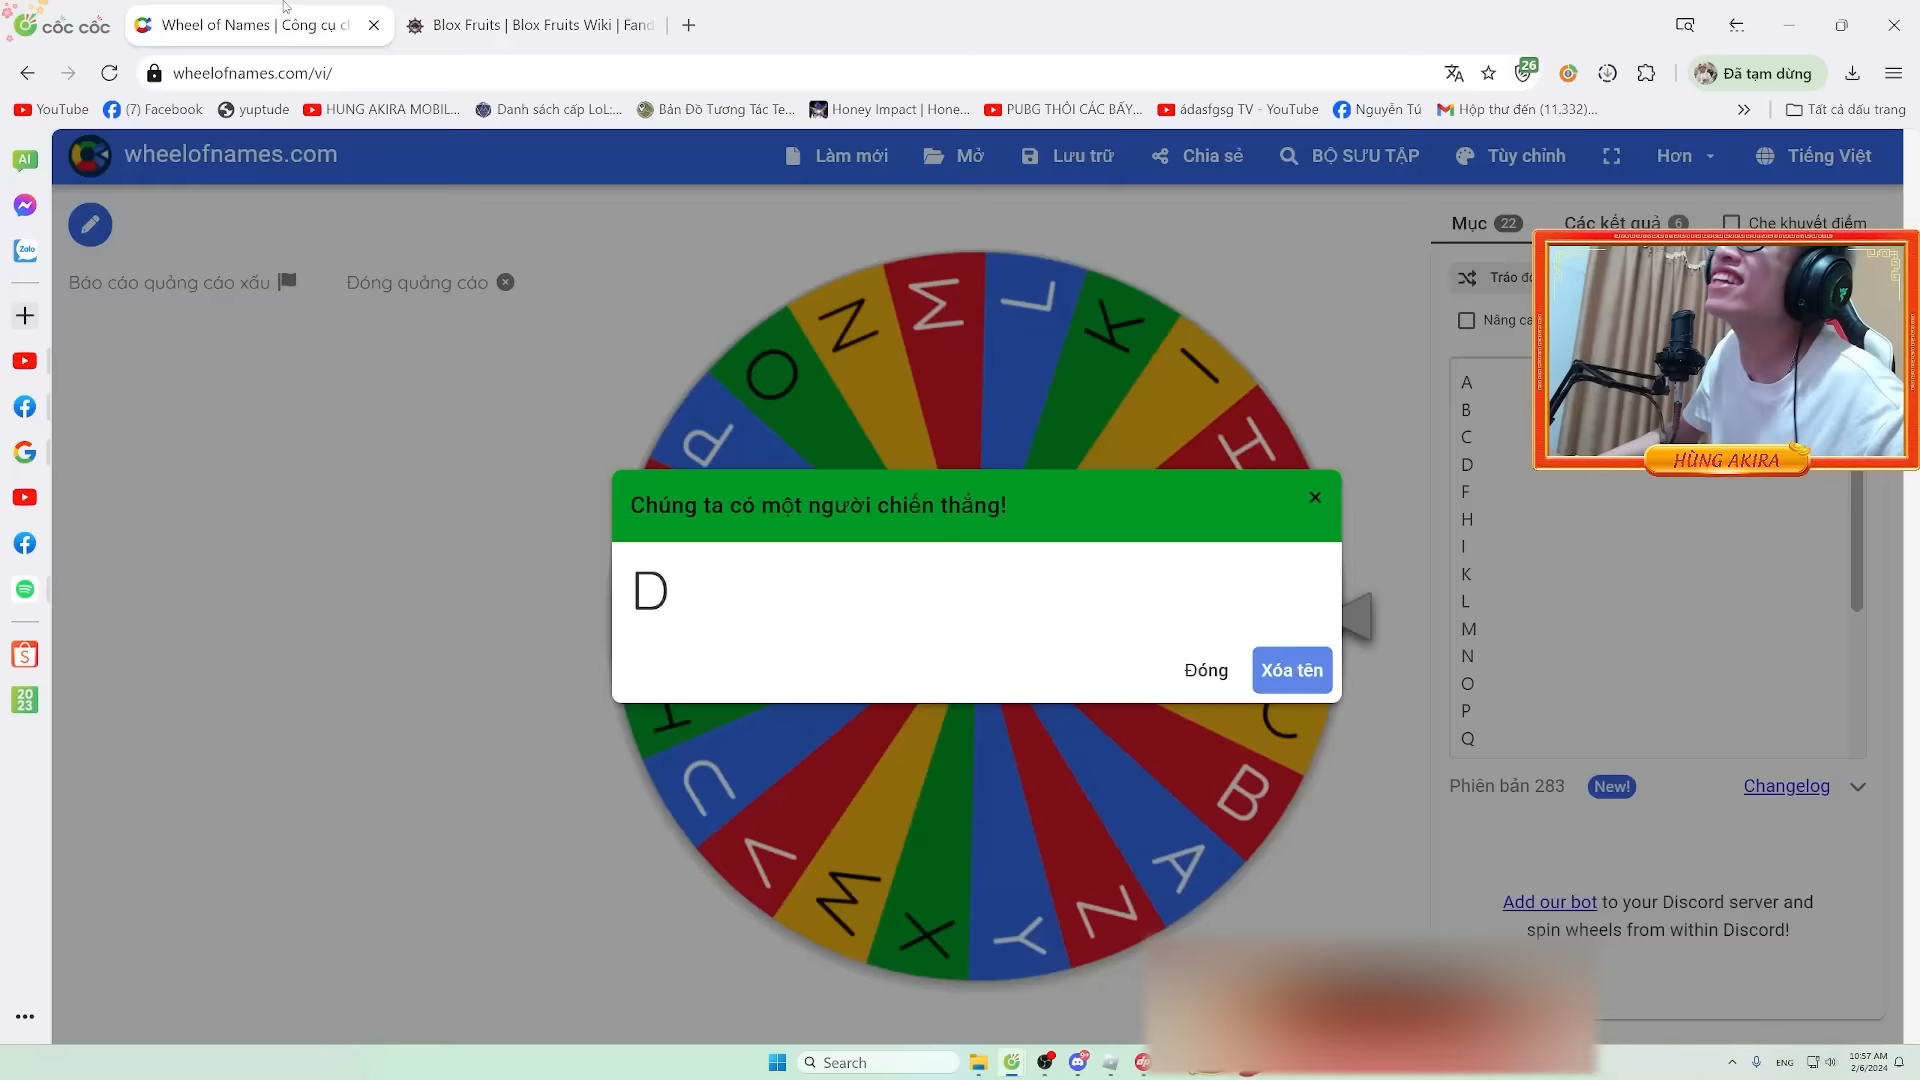 cốc cốc
Wheel of Names | Công cụ c
Blox Fruits | Blox Fruits Wiki | Fand
wheelofnames.com/vi/
26
Đã tạm dừng
YouTube
(7) Facebook
yuptude
HUNG AKIRA MOBIL...
Danh sách cấp LoL:...
Bản Đồ Tương Tác Te...
Honey Impact | Hone...
PUBG THÔI CÁC BẤY...
ádasfgsg TV - YouTube
Nguyễn Tú
Hộp thư đến (11.332)...
Tất cả dấu trang
wheelofnames.com
Làm mới
Mở
Lưu trữ
Chia sẻ
BỘ SƯU TẬP
Tùy chỉnh
Hơn
Tiếng Việt
AI
Zalo
20
23
Báo cáo quảng cáo xấu
Đóng quảng cáo
Mục 22
Các kết quả 6
Che khuyết điểm
Tráo đ
Nâng ca
HÙNG AKIRA
A
B
C
D
F
H
I
K
L
M
N
O
P
Q
P
O
N
M
L
K
I
H
Chúng ta có một người chiến thắng!
D
Đóng
Xóa tên
U
V
W
X
Y
Z
A
B
C
Phiên bản 283
New!
Changelog
Add our bot to your Discord server and
spin wheels from within Discord!
Search
9+
ENG
10:57 AM
2/6/2024